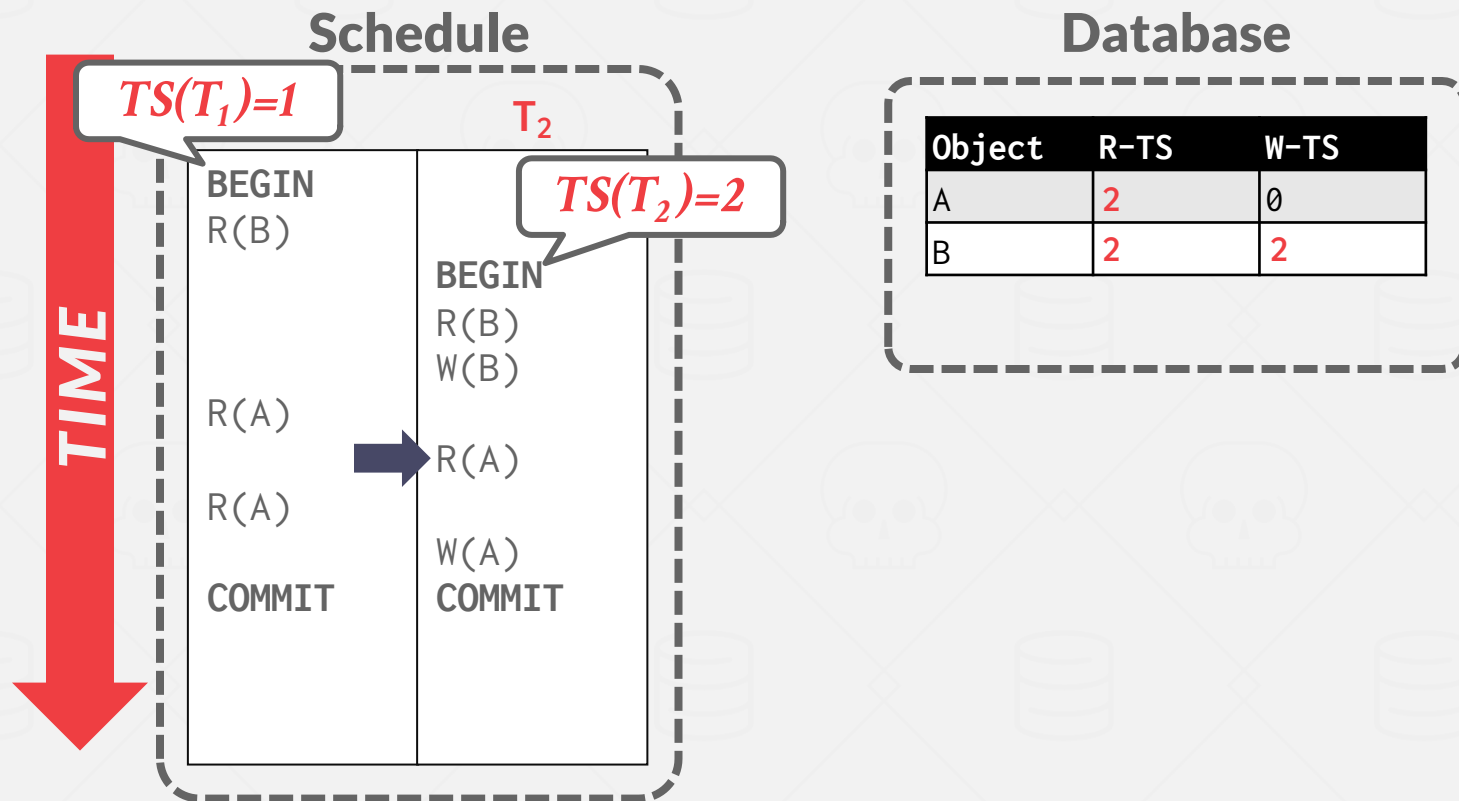 Schedule
Database
TS(T₁)=1
T₂
TS(T₂)=2
BEGIN
R(B)
BEGIN
R(B)
W(B)
R(A)
R(A)
R(A)
W(A)
COMMIT
COMMIT
TIME
Object R-TS W-TS
A 2 0
B 2 2